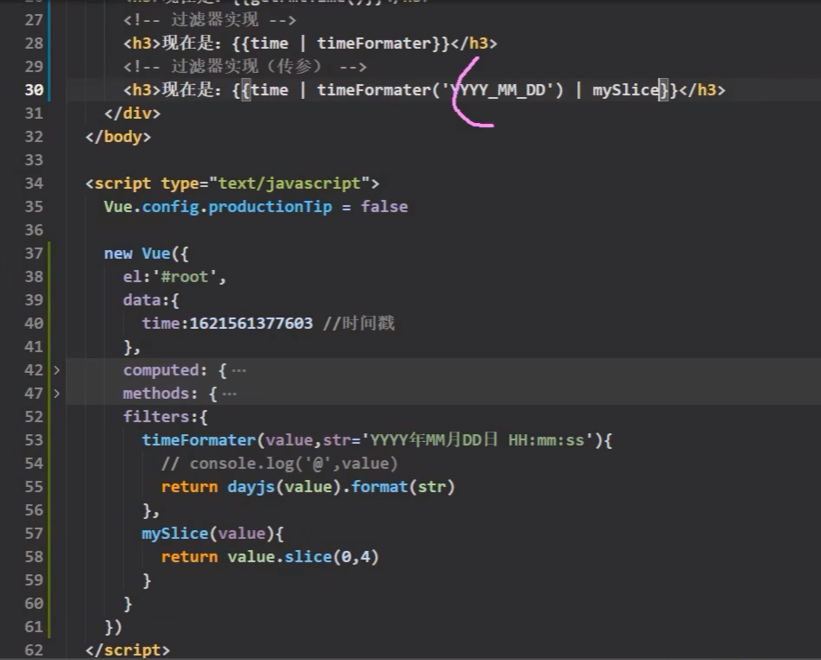 27 <!-- 过滤器实现 -->
28 <h3>现在是: {{time | timeFormater}}</h3>
29 <!-- 过滤器实现（传参） -->
30 <h3>现在是: {{time | timeFormater('YYYY_MM_DD') | mySlice}}</h3>
31 </div>
32 </body>
33
34 <script type="text/javascript">
35 Vue.config.productionTip = false
36
37 new Vue({
38 el:'#root',
39 data:{
40 time:1621561377603 //时间戳
41 },
42 > computed: { ···
47 > methods: { ···
52 filters:{
53 timeFormater(value,str='YYYY年MM月DD日 HH:mm:ss'){
54 // console.log('@',value)
55 return dayjs(value).format(str)
56 },
57 mySlice(value){
58 return value.slice(0,4)
59 }
60 }
61 })
62 </script>